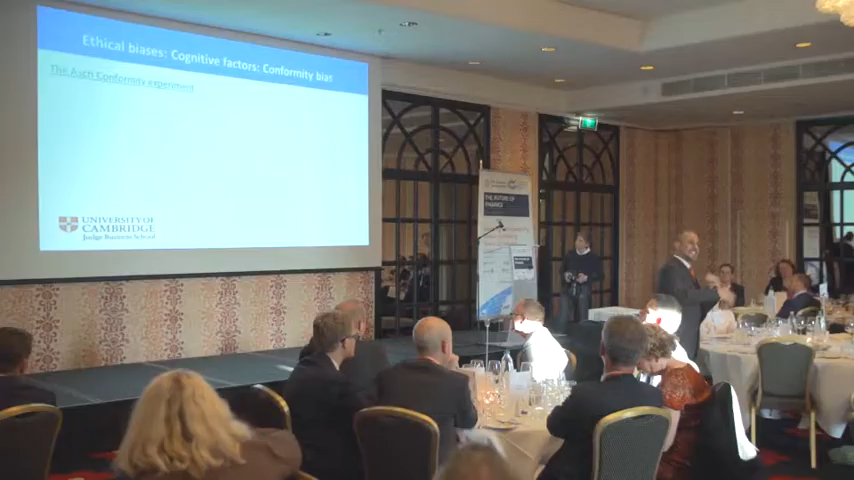 Ethical biases: Cognitive factors: Conformity bias
The Asch Conformity experiment
UNIVERSITY OF
CAMBRIDGE
Judge Business School
THE FUTURE OF
FINANCE